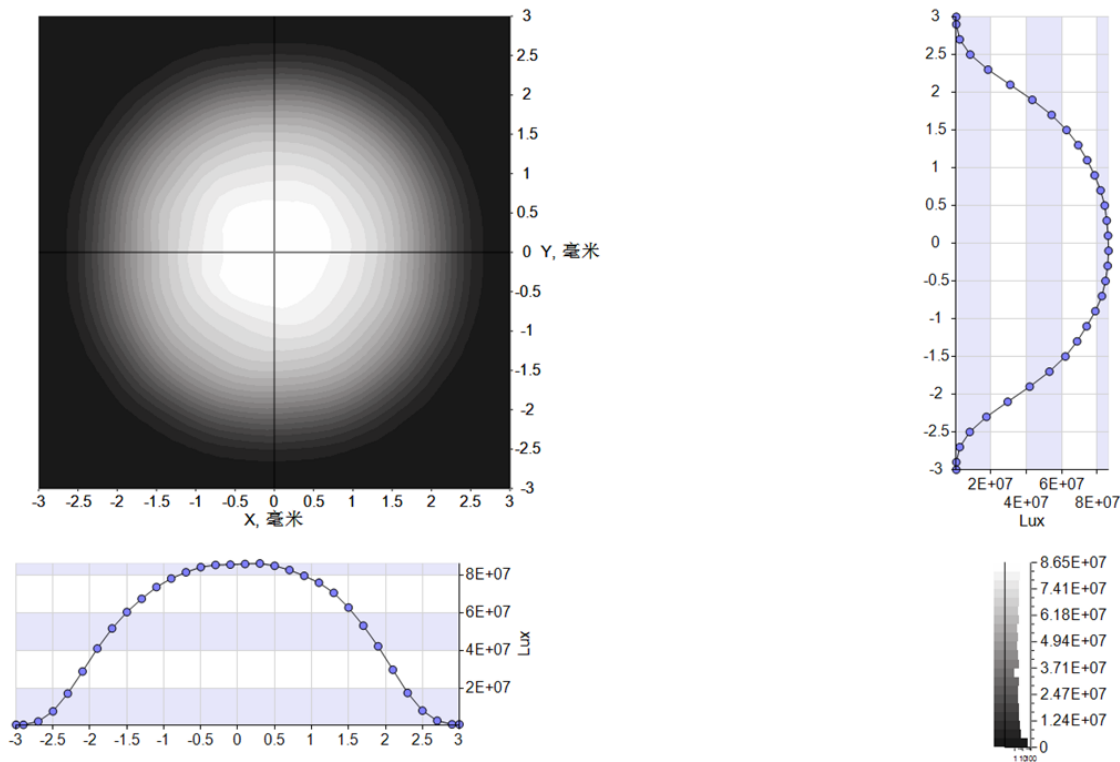 3
2.5
2
1.5
1
0.5
0 Y, 毫米
-0.5
-1
-1.5
-2
-2.5
-3
-3 -2.5 -2 -1.5 -1 -0.5 0 0.5 1 1.5 2 2.5 3
X, 毫米
3
2.5
2
1.5
1
0.5
0
-0.5
-1
-1.5
-2
-2.5
-3
2E+07 6E+07
4E+07 8E+07
Lux
8E+07
6E+07
4E+07
2E+07
Lux
-3 -2.5 -2 -1.5 -1 -0.5 0 0.5 1 1.5 2 2.5 3
8.65E+07
7.41E+07
6.18E+07
4.94E+07
3.71E+07
2.47E+07
1.24E+07
0